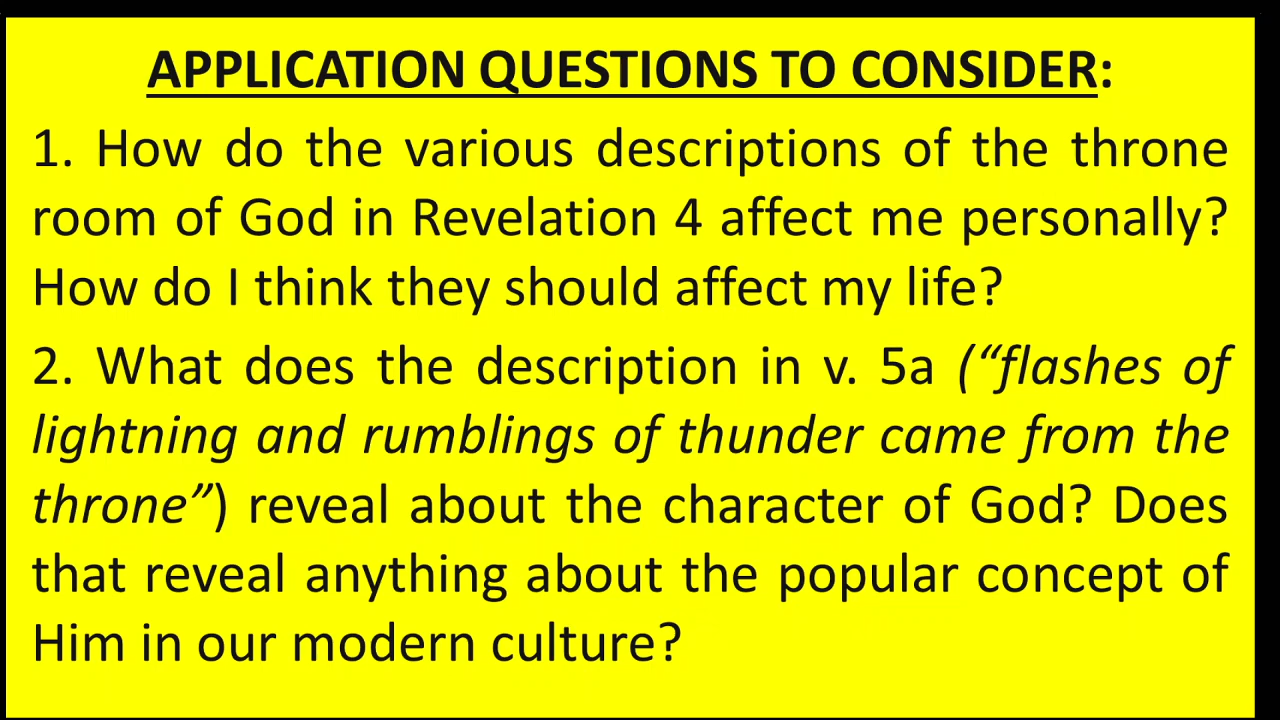 APPLICATION QUESTIONS TO CONSIDER:
1. How do the various descriptions of the throne
room of God in Revelation 4 affect me personally?
How do I think they should affect my life?
2. What does the description in v. 5a (“flashes of
lightning and rumblings of thunder came from the
throne”) reveal about the character of God? Does
that reveal anything about the popular concept of
Him in our modern culture?